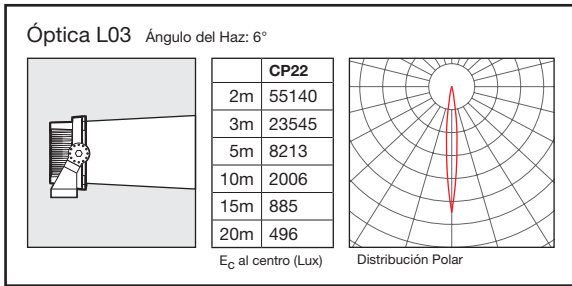 Óptica L03 Ángulo del Haz: 6°
CP22
2m 55140
3m 23545
5m 8213
10m 2006
15m 885
20m 496
EC al centro (Lux)
Distribución Polar